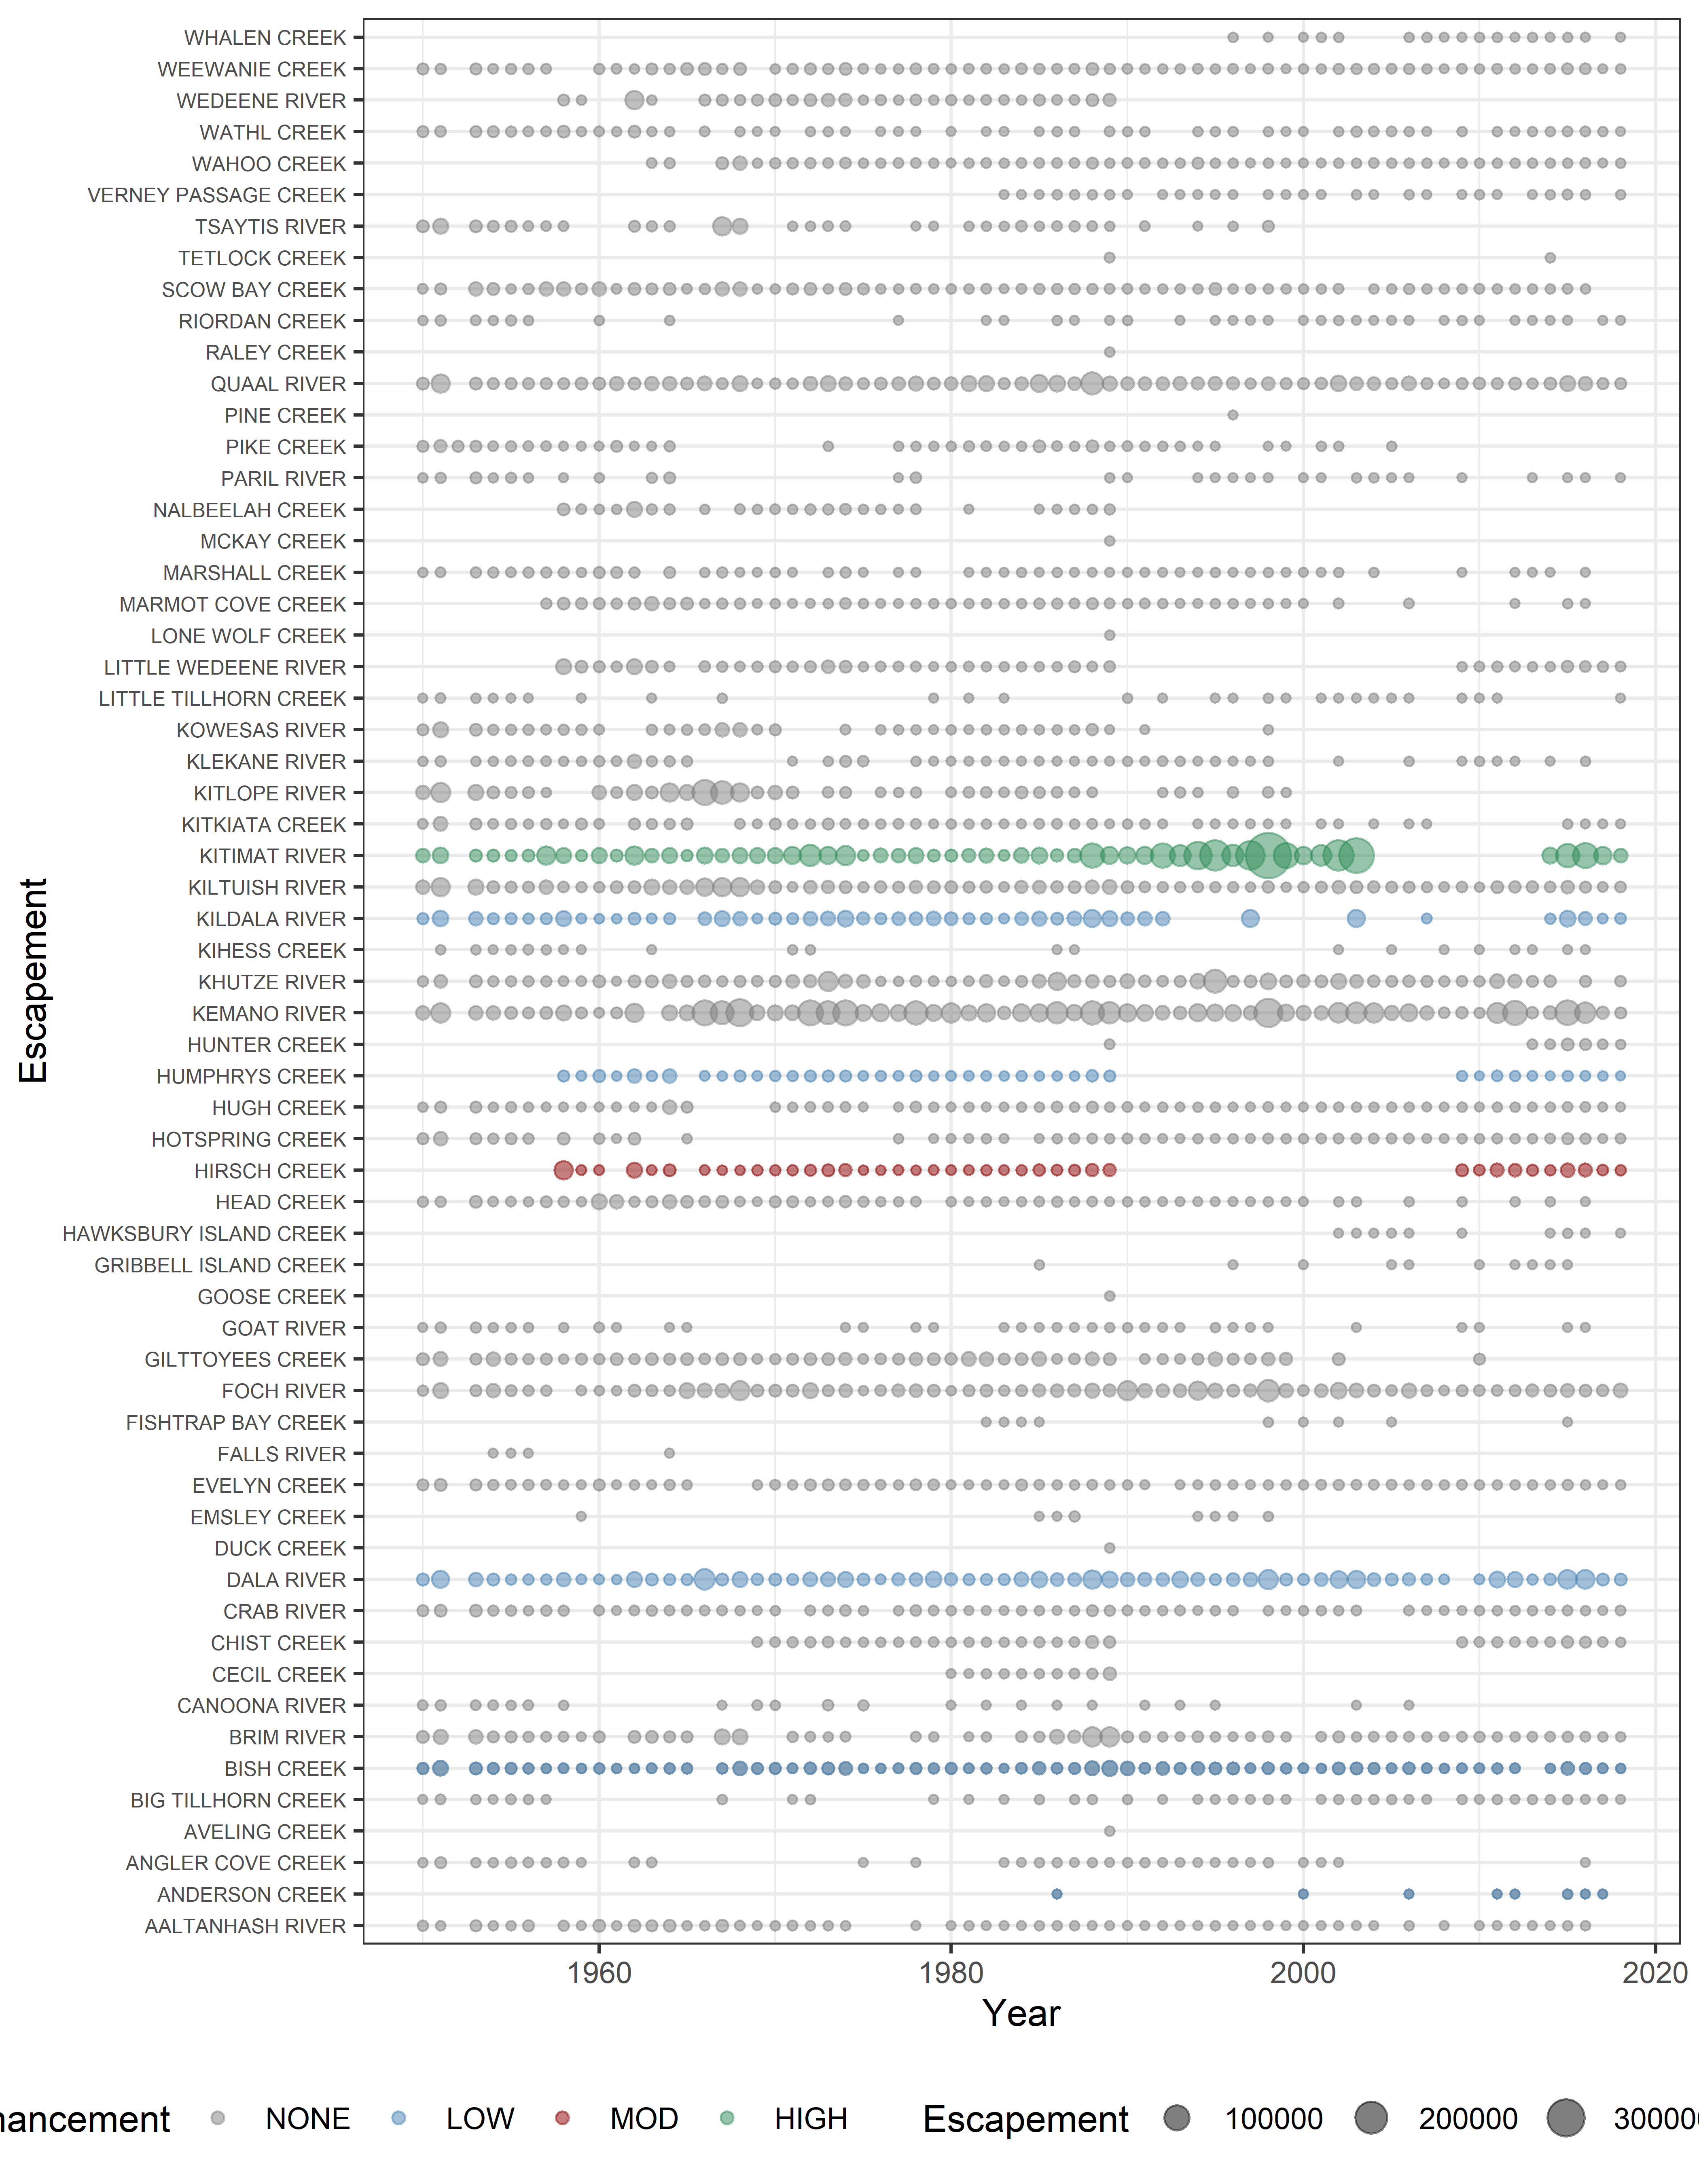 WHALEN CREEK
WEEWANIE CREEK
WEDEENE RIVER
WATHL CREEK
WAHOO CREEK
VERNEY PASSAGE CREEK
TSAYTIS RIVER
TETLOCK CREEK
SCOW BAY CREEK
RIORDAN CREEK
RALEY CREEK
QUAAL RIVER
PINE CREEK
PIKE CREEK
PARIL RIVER
NALBEELAH CREEK
MCKAY CREEK
MARSHALL CREEK
MARMOT COVE CREEK
LONE WOLF CREEK
LITTLE WEDEENE RIVER
LITTLE TILLHORN CREEK
KOWESAS RIVER
KLEKANE RIVER
KITLOPE RIVER
KITKIATA CREEK
KITIMAT RIVER
KILTUISH RIVER
KILDALA RIVER
KIHESS CREEK
KHUTZE RIVER
KEMANO RIVER
HUNTER CREEK
HUMPHRYS CREEK
HUGH CREEK
HOTSPRING CREEK
HIRSCH CREEK
HEAD CREEK
HAWKSBURY ISLAND CREEK
GRIBBELL ISLAND CREEK
GOOSE CREEK
GOAT RIVER
GILTTOYEES CREEK
FOCH RIVER
FISHTRAP BAY CREEK
FALLS RIVER
EVELYN CREEK
EMSLEY CREEK
DUCK CREEK
DALA RIVER
CRAB RIVER
CHIST CREEK
CECIL CREEK
CANOONA RIVER
BRIM RIVER
BISH CREEK
BIG TILLHORN CREEK
AVELING CREEK
ANGLER COVE CREEK
ANDERSON CREEK
AALTANHASH RIVER
Escapement
1960 1980 2000 2020
Year
hancement NONE LOW MOD HIGH Escapement 100000 200000 300000